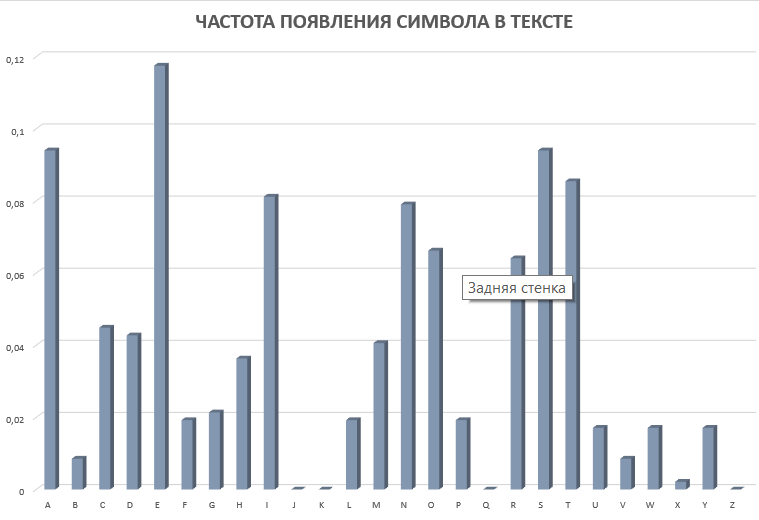 ЧАСТОТА ПОЯВЛЕНИЯ СИМВОЛА В ТЕКСТЕ
0,12
0,1
0,08
0,06
Задняя стенка
0,04
0,02
0
A B C D E F G H I J K L M N O P Q R S T U V W X Y Z